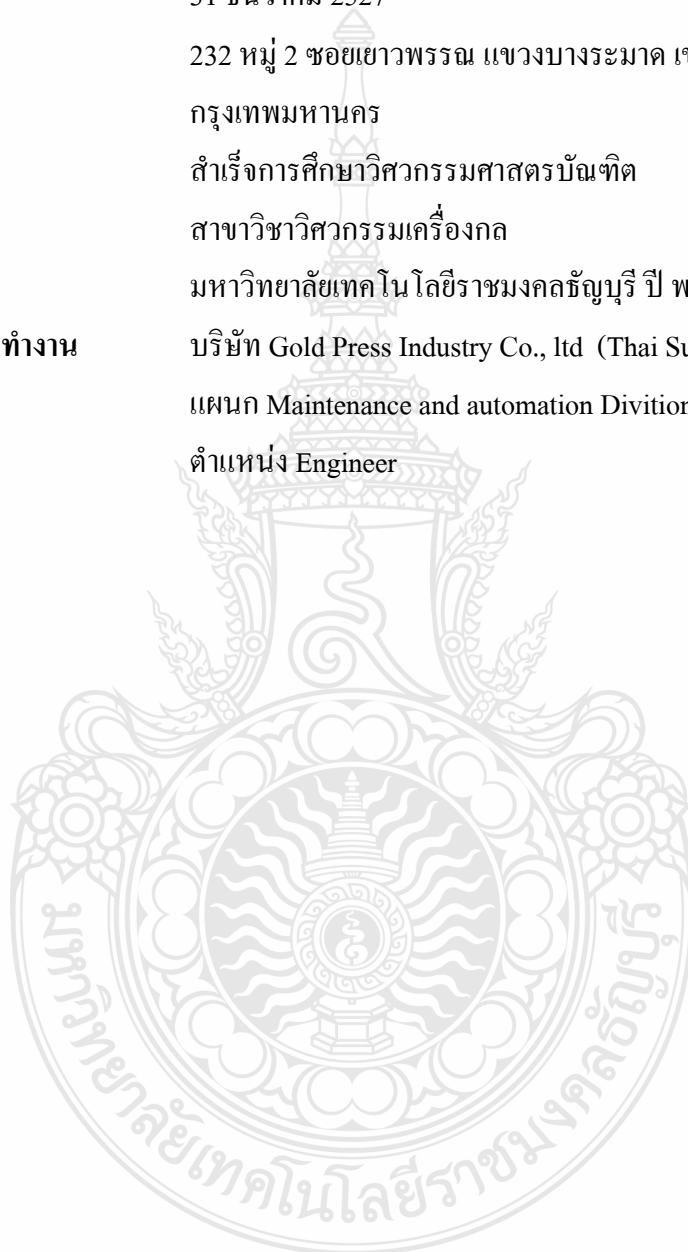 232 หมู่ 2 ซอยเยาวพรรณ แขวงบางระมาด
กรุงเทพมหานคร
สำเร็จการศึกษาวิศวกรรมศาสตรบัณฑิต
สาขาวิชาวิศวกรรมเครื่องกล
มหาวิทยาลัยเทคโนโลยีราชมงคลธัญบุรี ปี
ทำงาน บริษัท Gold Press Industry Co., ltd (Thai
แผนก Maintenance and automation Divition
ตำแหน่ง Engineer
มหาวิทยาลัยเทคโนโลยีราชมงคลธัญบุรี